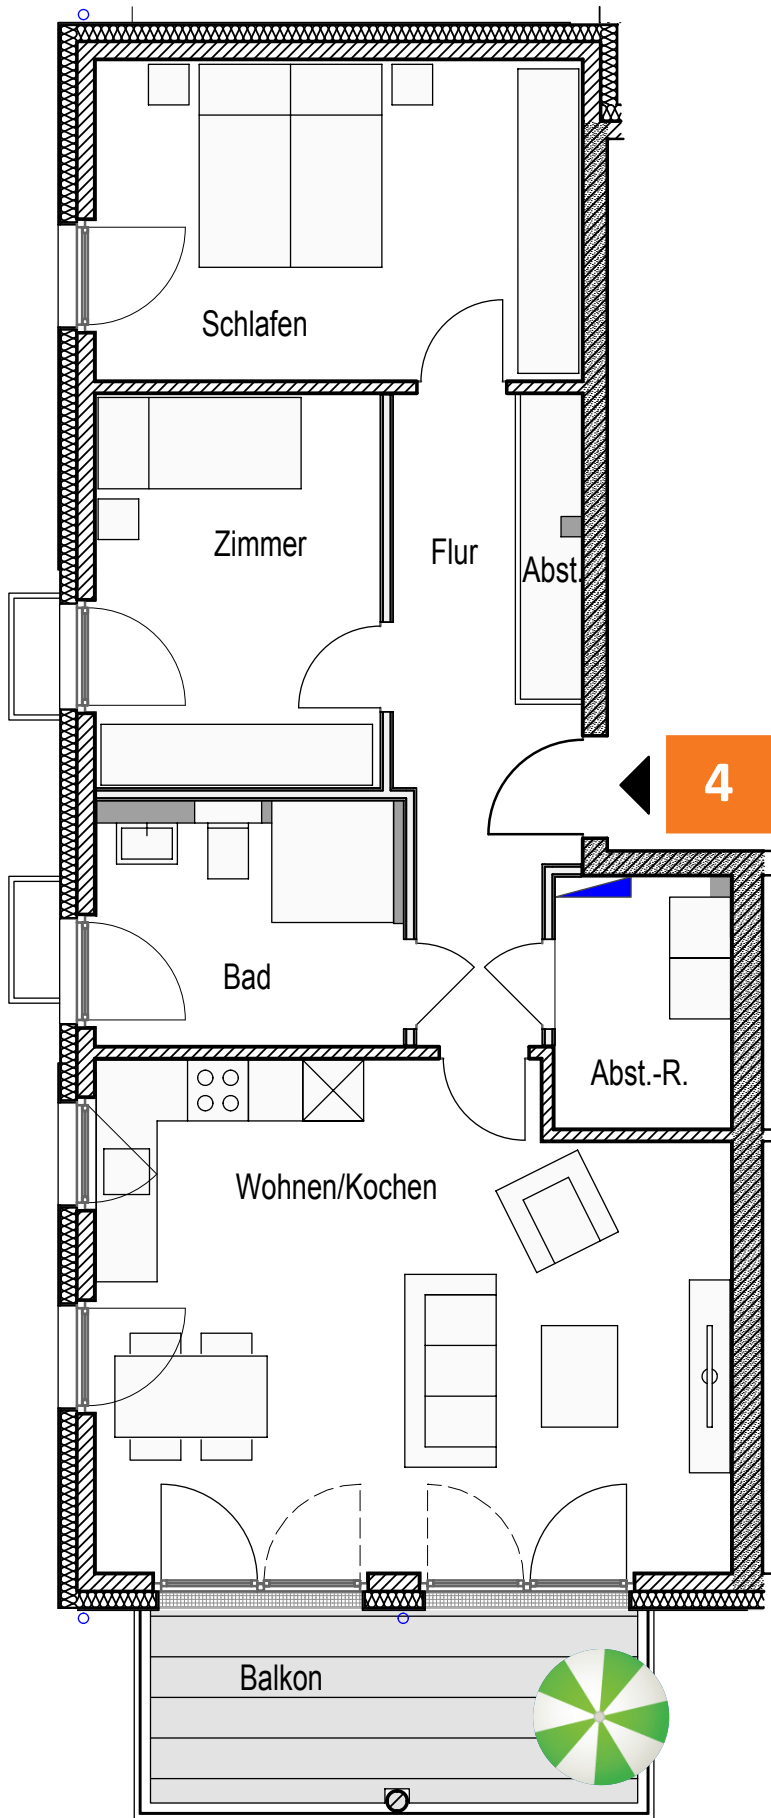 Schlafen
Zimmer
Flur
Abst.
4
Bad
Abst.-R.
Wohnen/Kochen
Balkon